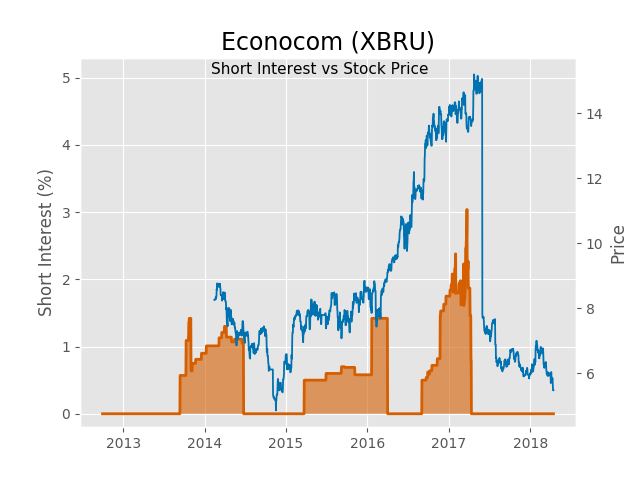 Econocom (XBRU)
Short Interest vs Stock Price
Short Interest (%)
5
4
3
2
1
0
14
12
10
8
6
Price
2013 2014 2015 2016 2017 2018